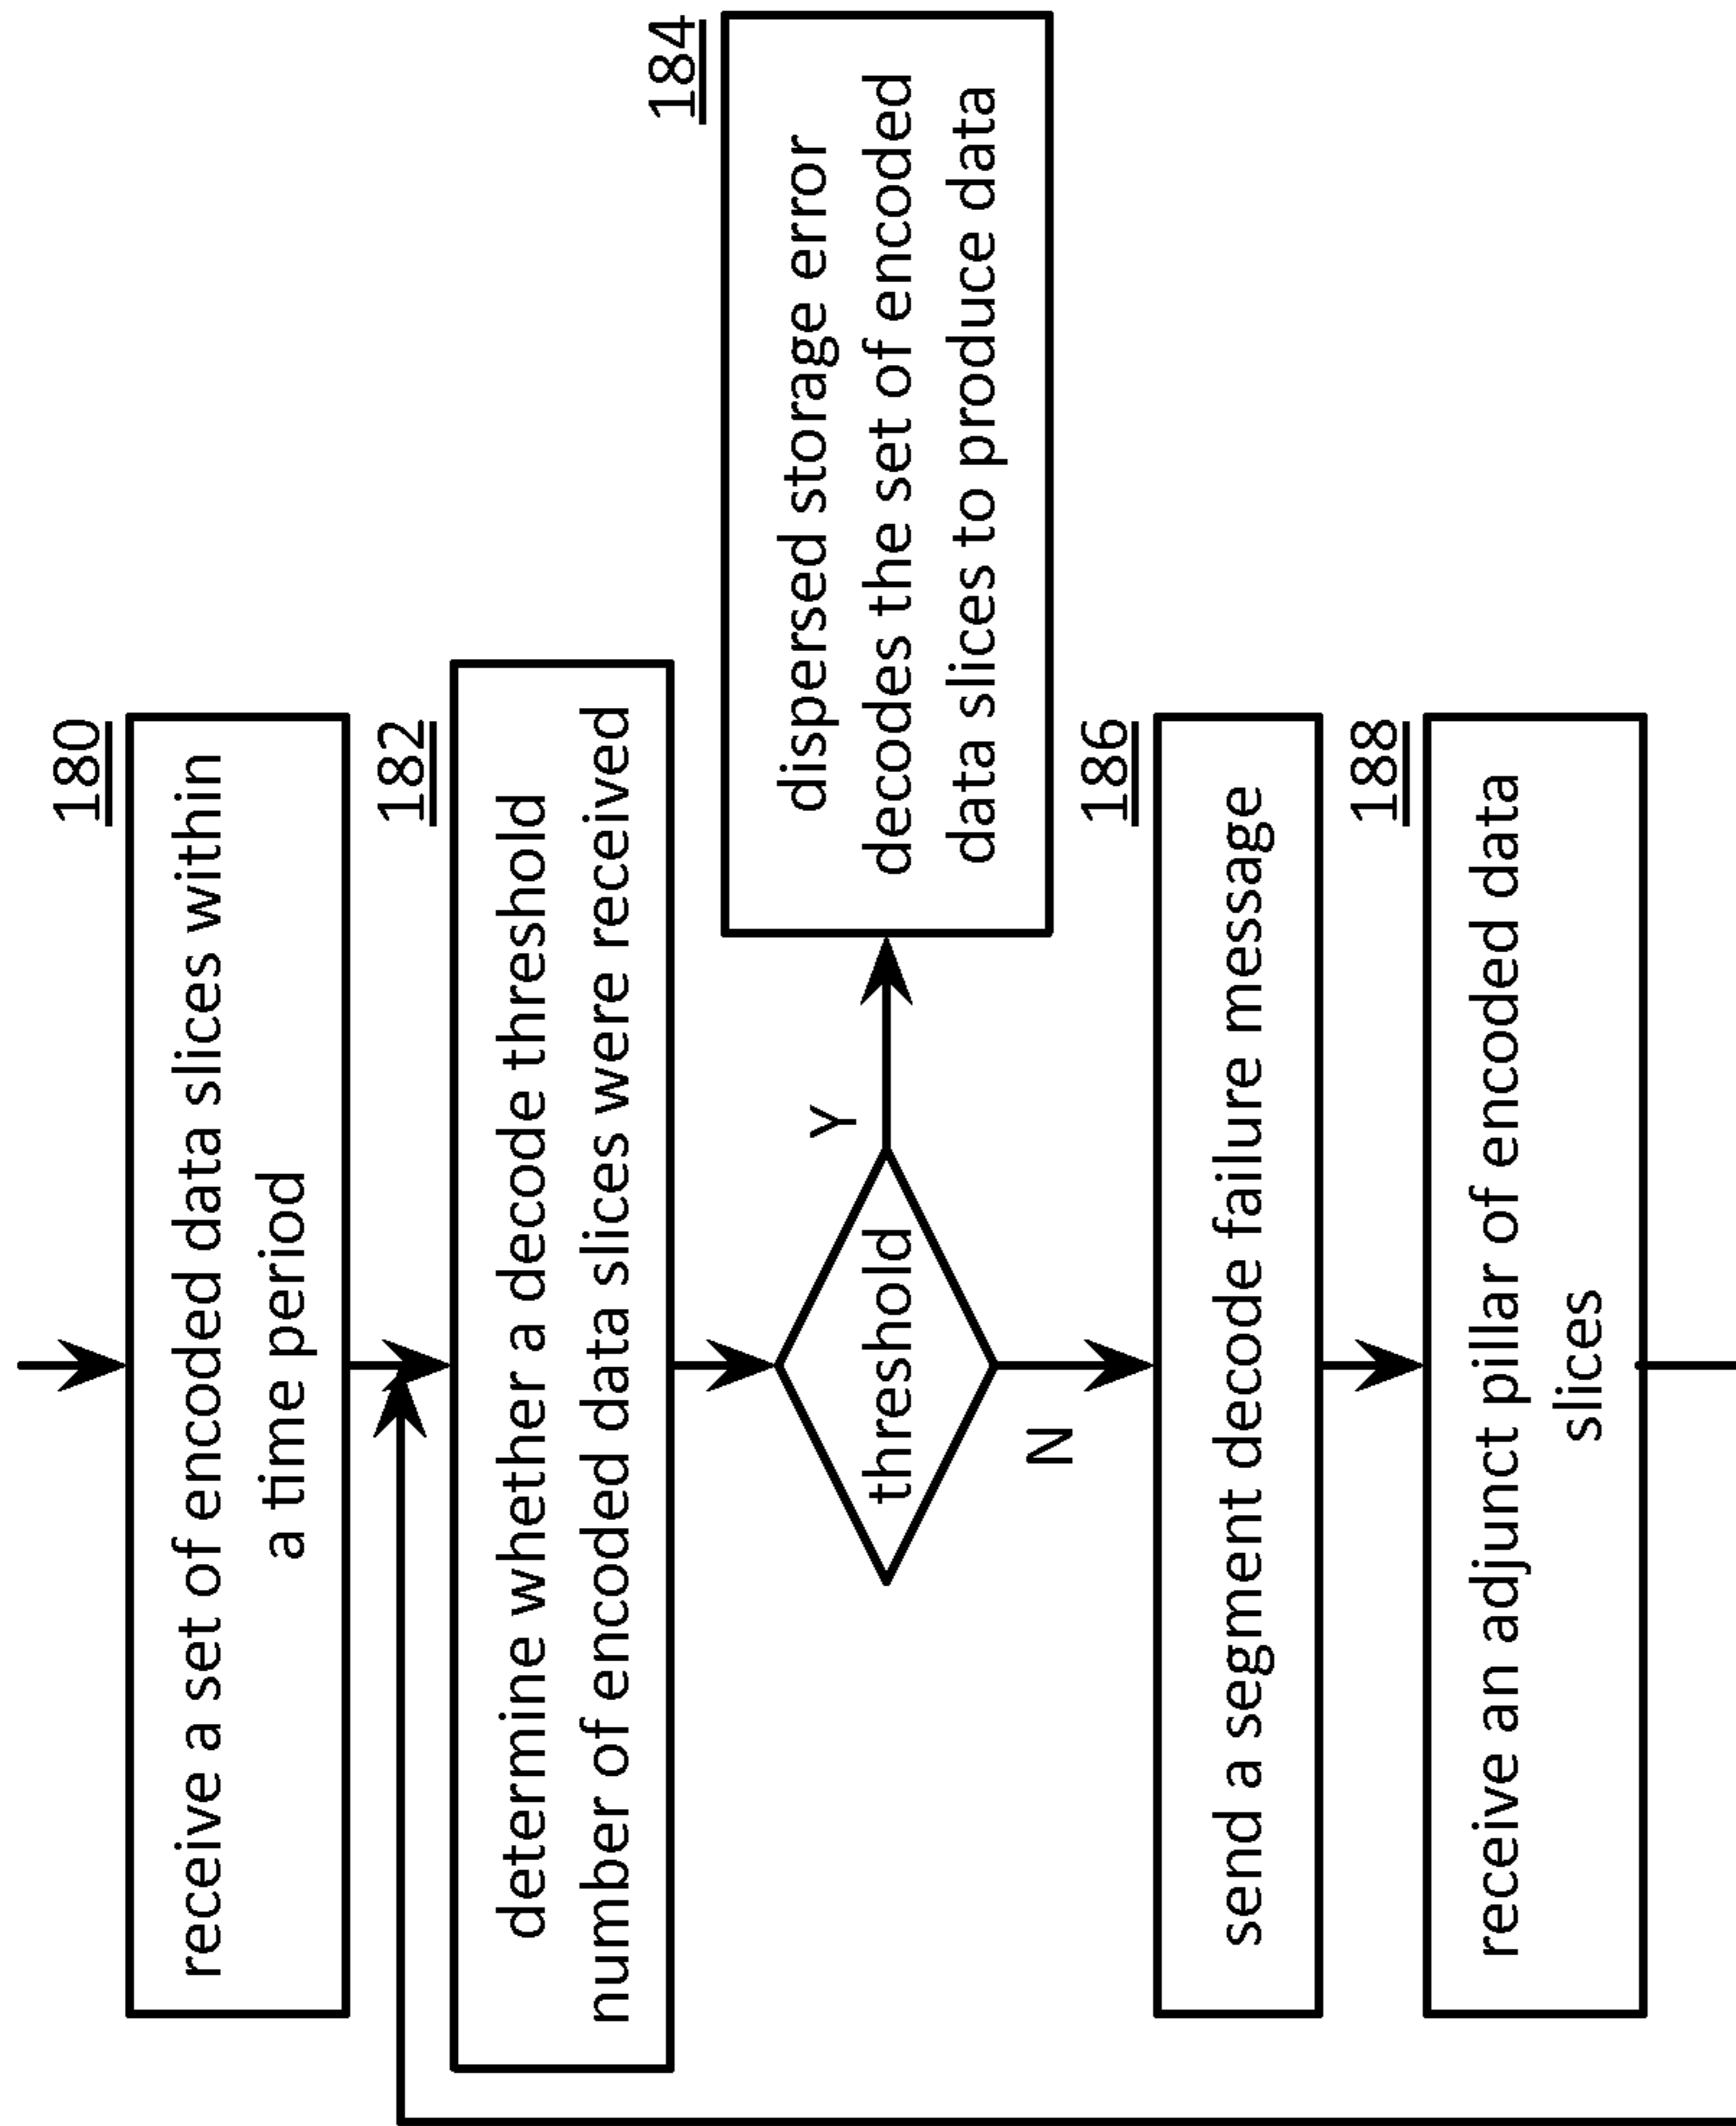 180
receive a set of encoded data slices within
a time period
182
determine whether a decode threshold
number of encoded data slices were received
threshold
Y
184
dispersed storage error
decodes the set of encoded
data slices to produce data
N
186
send a segment decode failure message
188
receive an adjunct pillar of encoded data
slices